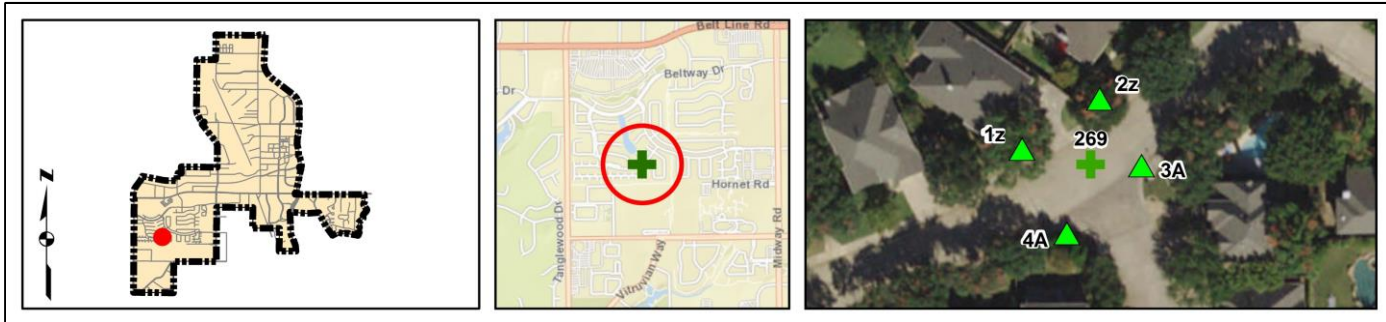 N
Belt Line Rd
Beltway Dr
Dr
Hornet Rd
Tanglewood Dr
Vitruvian Way
Midway Rd
2z
1z
269
3A
4A